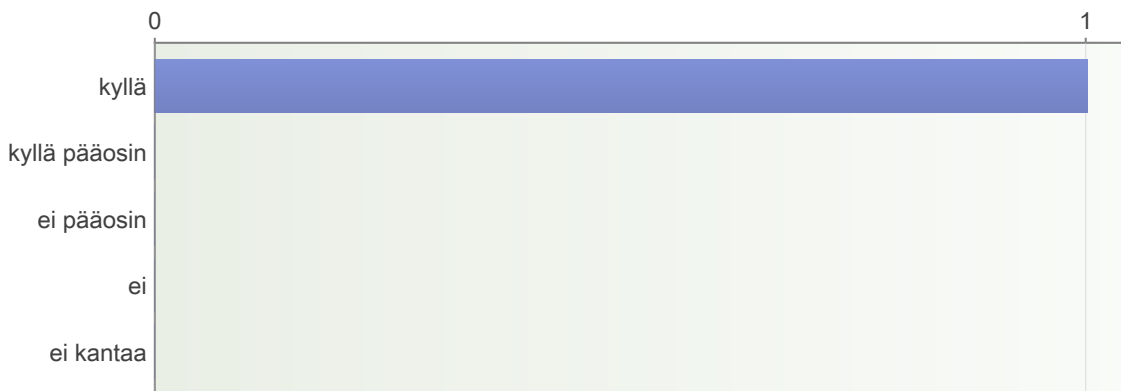 0 1
kyllä
kyllä pääosin
ei pääosin
ei
ei kantaa